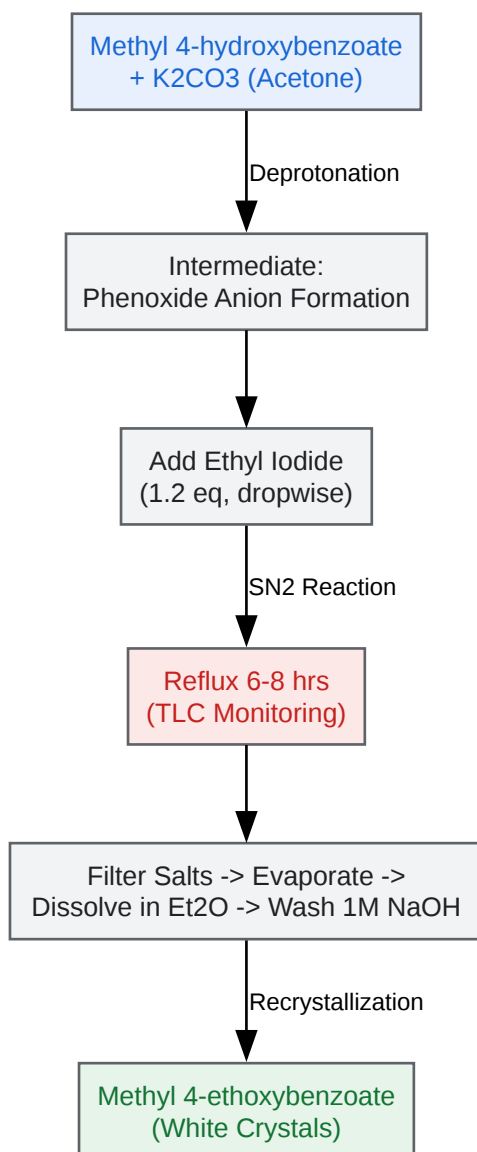 Methyl 4-hydroxybenzoate
+ K2CO3 (Acetone)
Deprotonation
Intermediate:
Phenoxide Anion Formation
Add Ethyl Iodide
(1.2 eq, dropwise)
SN2 Reaction
Reflux 6-8 hrs
(TLC Monitoring)
Filter Salts -> Evaporate ->
Dissolve in Et2O -> Wash 1M NaOH
Recrystallization
Methyl 4-ethoxybenzoate
(White Crystals)